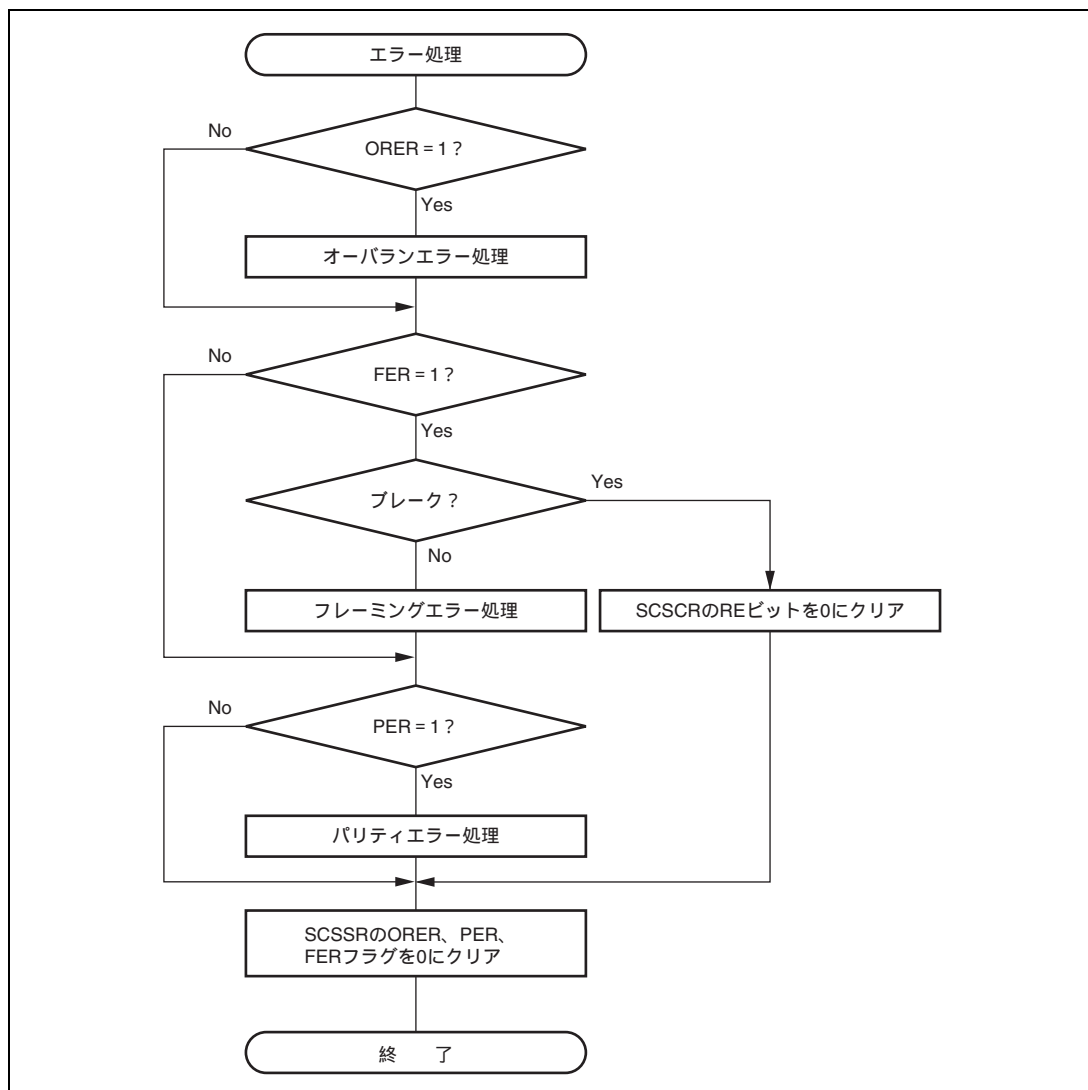 エラー処理
No
ORER = 1 ?
Yes
オーバランエラー処理
No
FER = 1 ?
Yes
ブレーク ?
Yes
No
フレーミングエラー処理
SCSCRのREビットを0にクリア
No
PER = 1 ?
Yes
パリティエラー処理
SCSSRのORER、PER、
FERフラグを0にクリア
終 了